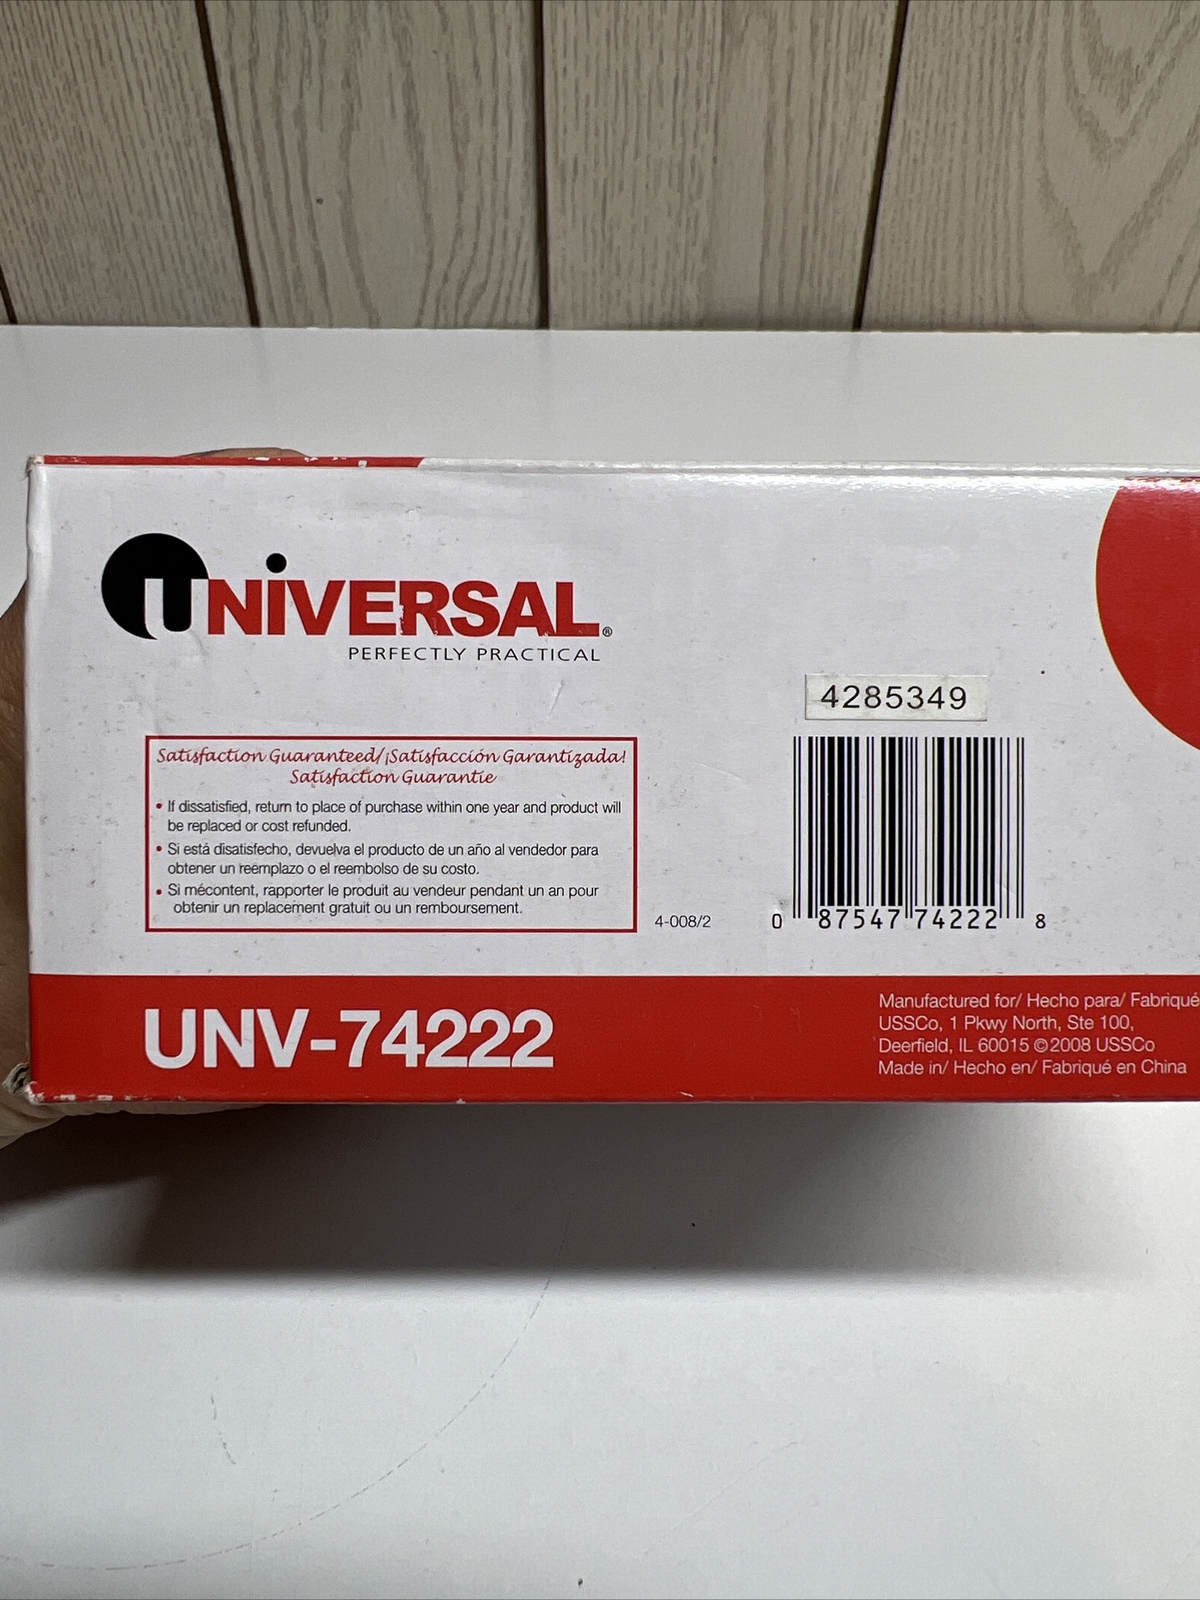 UNiVERSAL®
PERFECTLY PRACTICAL
4285349
Satisfaction Guaranteed/¡Satisfacción Garantizada!
Satisfaction Guarantie
• If dissatisfied, return to place of purchase within one year and product will
be replaced or cost refunded.
• Si está disatisfecho, devuelva el producto de un año al vendedor para
obtener un reemplazo o el reembolso de su costo.
• Si mécontent, rapporter le produit au vendeur pendant un an pour
obtenir un replacement gratuit ou un remboursement.
4-008/2
0 87547 74222 8
UNV-74222
Manufactured for/ Hecho para/ Fabriqué
USSCo, 1 Pkwy North, Ste 100,
Deerfield, IL 60015 ©2008 USSCo
Made in/ Hecho en/ Fabriqué en China